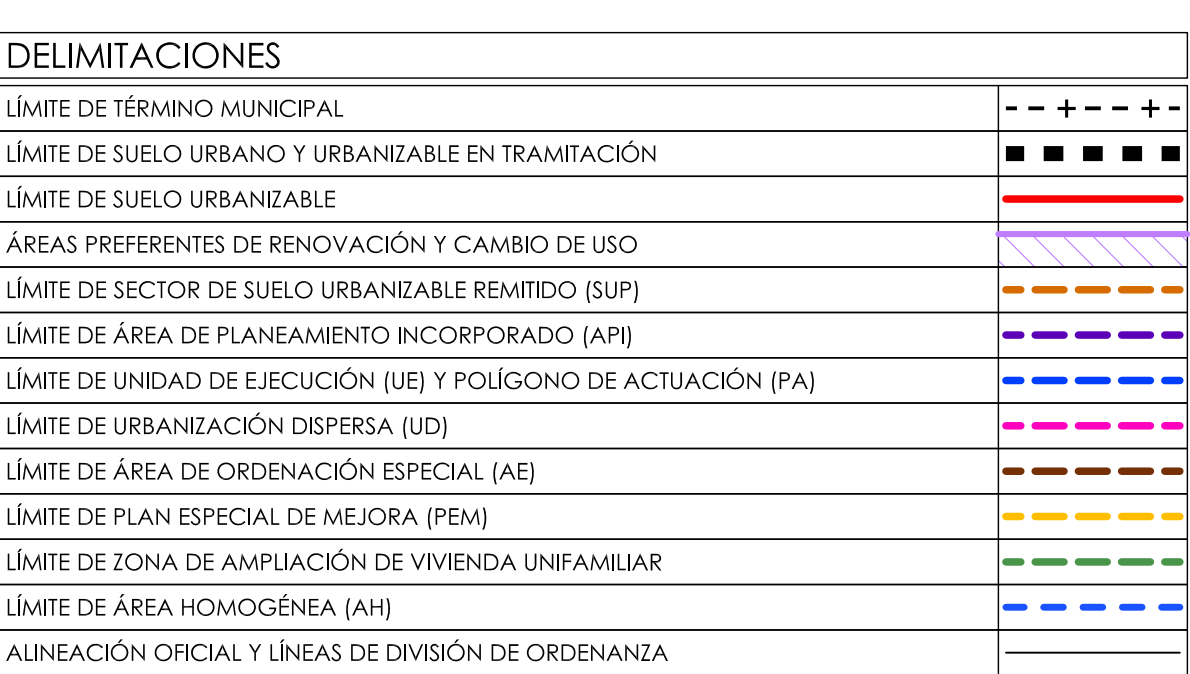 DELIMITACIONES
LÍMITE DE TÉRMINO MUNICIPAL
LÍMITE DE SUELO URBANO Y URBANIZABLE EN TRAMITACIÓN
LÍMITE DE SUELO URBANIZABLE
ÁREAS PREFERENTES DE RENOVACIÓN Y CAMBIO DE USO
LÍMITE DE SECTOR DE SUELO URBANIZABLE REMITIDO (SUP)
LÍMITE DE ÁREA DE PLANEAMIENTO INCORPORADO (API)
LÍMITE DE UNIDAD DE EJECUCIÓN (UE) Y POLÍGONO DE ACTUACIÓN (PA)
LÍMITE DE URBANIZACIÓN DISPERSA (UD)
LÍMITE DE ÁREA DE ORDENACIÓN ESPECIAL (AE)
LÍMITE DE PLAN ESPECIAL DE MEJORA (PEM)
LÍMITE DE ZONA DE AMPLIACIÓN DE VIVIENDA UNIFAMILIAR
LÍMITE DE ÁREA HOMOGÉNEA (AH)
ALINEACIÓN OFICIAL Y LÍNEAS DE DIVISIÓN DE ORDENANZA